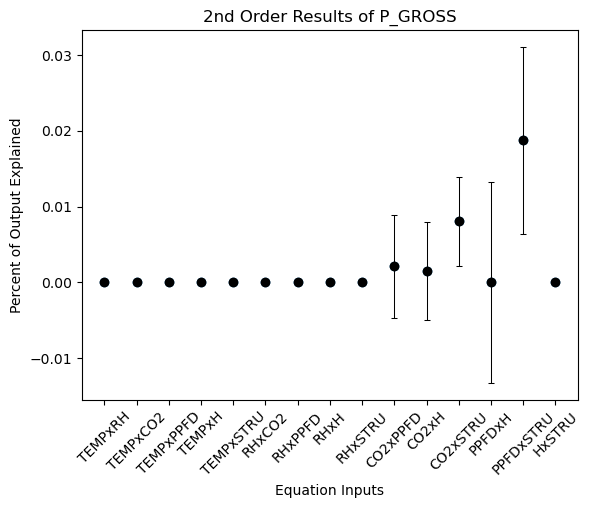 2nd Order Results of P_GROSS
Percent of Output Explained
0.03
0.02
0.01
0.00
−0.01
TEMPxRH
TEMPxCO2
TEMPxPPFD
TEMPxH
TEMPxSTRU
RHxCO2
RHxPPFD
RHxH
RHxSTRU
CO2xPPFD
CO2xH
CO2xSTRU
PPFDxH
PPFDxSTRU
HxSTRU
Equation Inputs